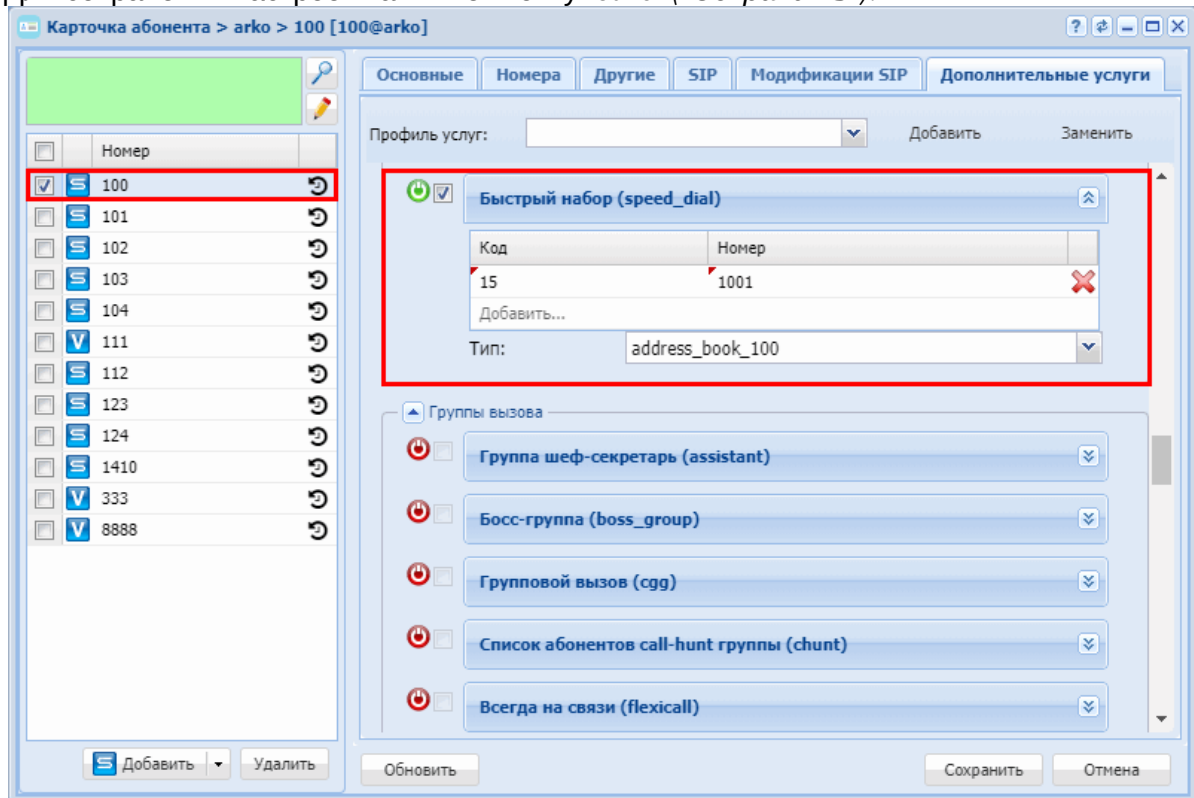 Карточка абонента > arko > 100 [100@arko]
Основные Номера Другие SIP Модификации SIP Дополнительные услуги
Профиль услуг: Добавить Заменить
Номер
100
101
102
103
104
111
112
123
124
1410
333
8888
Быстрый набор (speed_dial)
Код Номер
15 1001
Добавить...
Тип: address_book_100
Группы вызова
Группа шеф-секретарь (assistant)
Босс-группа (boss_group)
Групповой вызов (cgg)
Список абонентов call-hunt группы (chunt)
Всегда на связи (flexicall)
Добавить Удалить
Обновить Сохранить Отмена